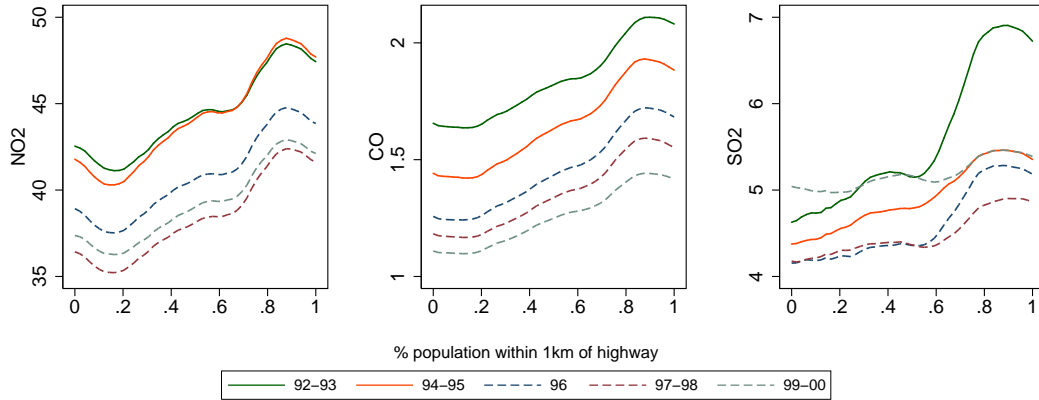 50
45
40
35
NO2
0 .2 .4 .6 .8 1
2
1.5
1
CO
0 .2 .4 .6 .8 1
7
6
5
4
SO2
0 .2 .4 .6 .8 1
% population within 1km of highway
92−93 94−95 96 97−98 99−00